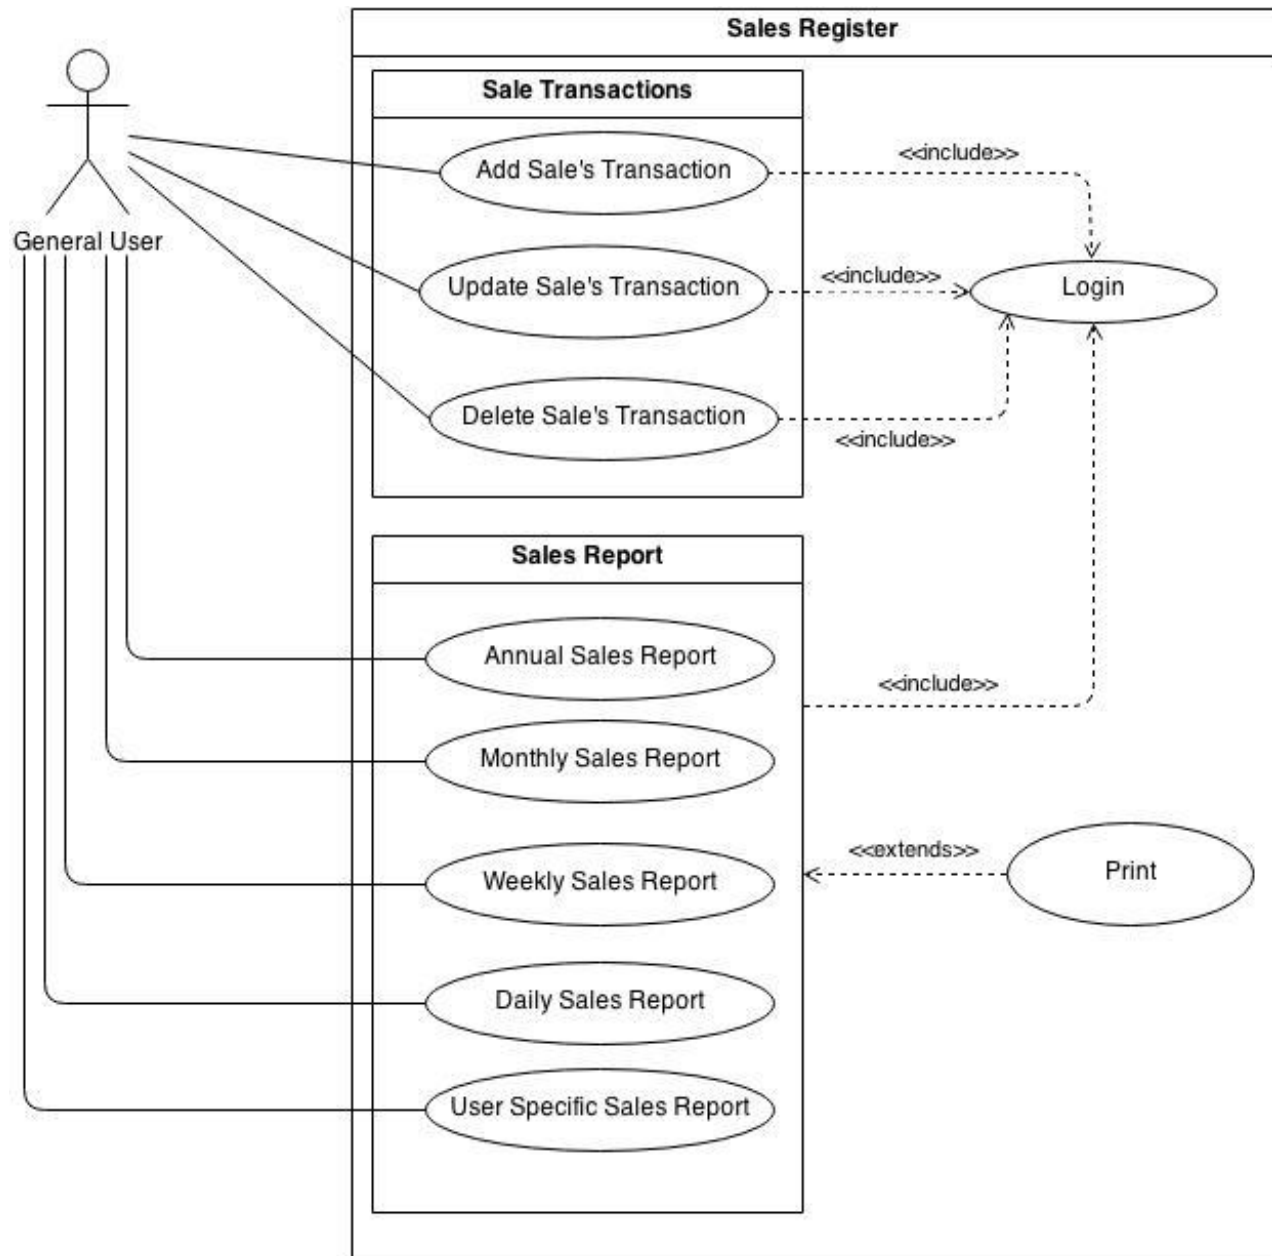 Sales Register
Sale Transactions
Add Sale's Transaction
<<include>>
General User
Update Sale's Transaction
<<include>>
Login
Delete Sale's Transaction
<<include>>
Sales Report
Annual Sales Report
<<include>>
Monthly Sales Report
<<extends>>
Print
Weekly Sales Report
Daily Sales Report
User Specific Sales Report